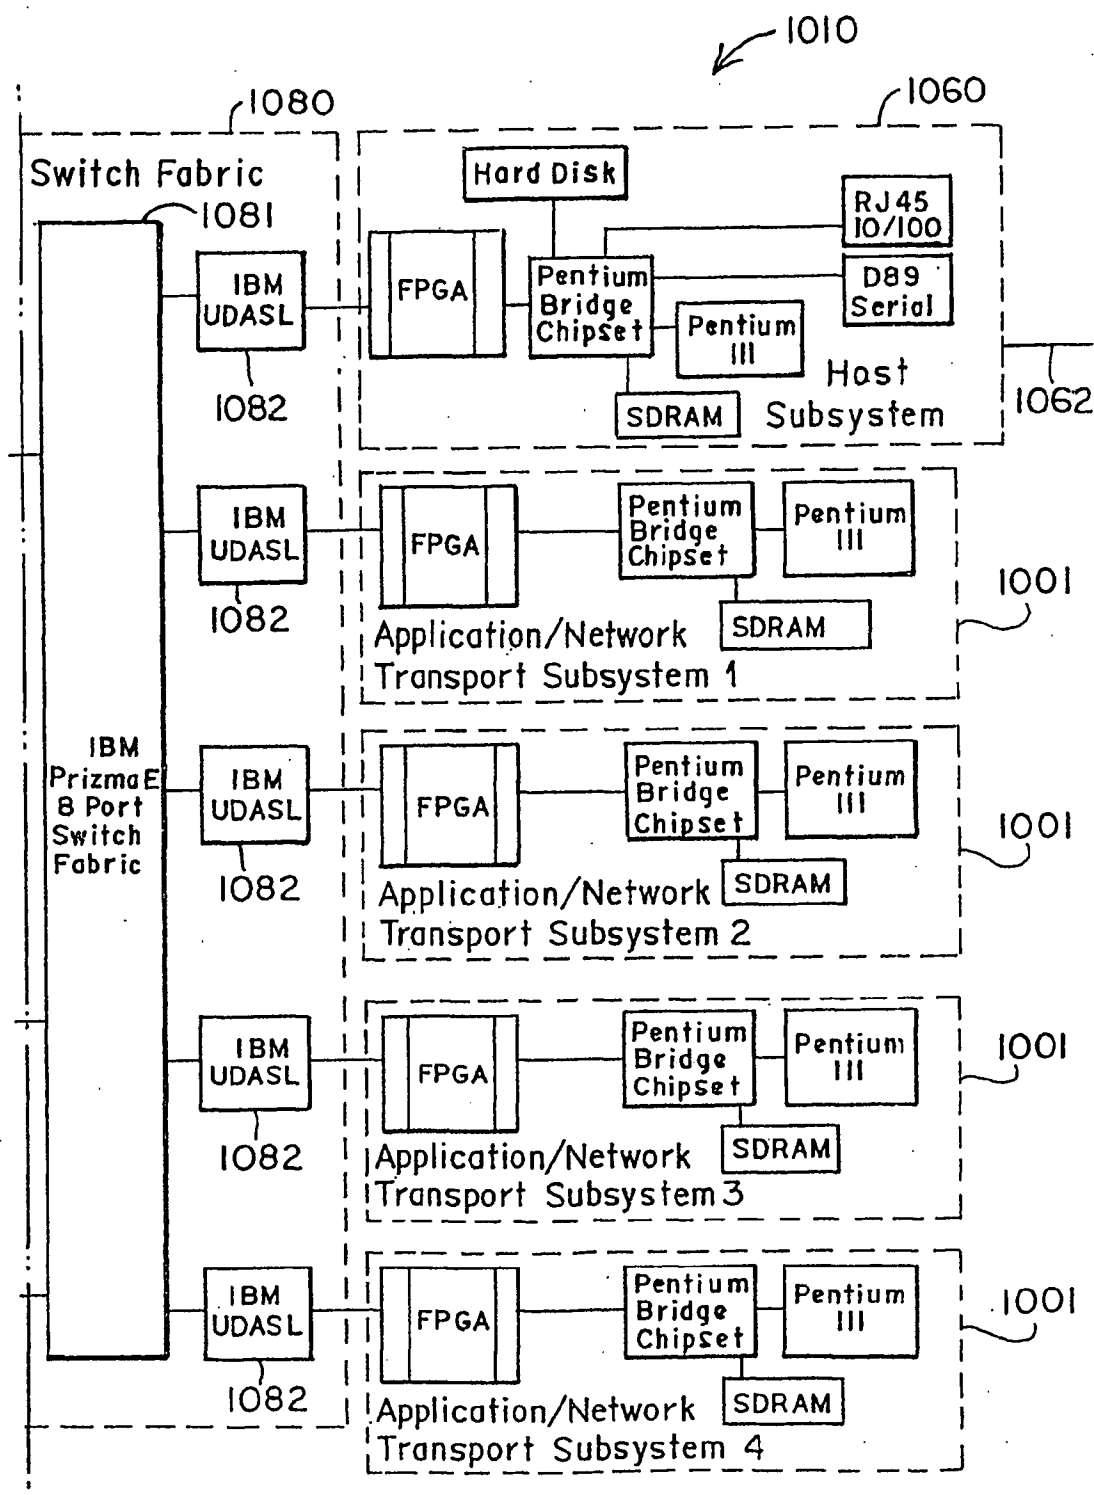 1010
1080
1060
Switch Fabric
1081
Hard Disk
RJ45
10/100
IBM
UDASL
FPGA
Pentium
Bridge
Chipset
D89
Serial
Pentium
III
Host
Subsystem
1062
1082
SDRAM
IBM
UDASL
FPGA
Pentium
Bridge
Chipset
Pentium
III
1001
1082
SDRAM
Application/Network
Transport Subsystem 1
IBM
PrizmaE
8 Port
Switch
Fabric
IBM
UDASL
FPGA
Pentium
Bridge
Chipset
Pentium
III
1001
1082
SDRAM
Application/Network
Transport Subsystem 2
IBM
UDASL
FPGA
Pentium
Bridge
Chipset
Pentium
III
1001
1082
SDRAM
Application/Network
Transport Subsystem 3
IBM
UDASL
FPGA
Pentium
Bridge
Chipset
Pentium
III
1001
1082
SDRAM
Application/Network
Transport Subsystem 4